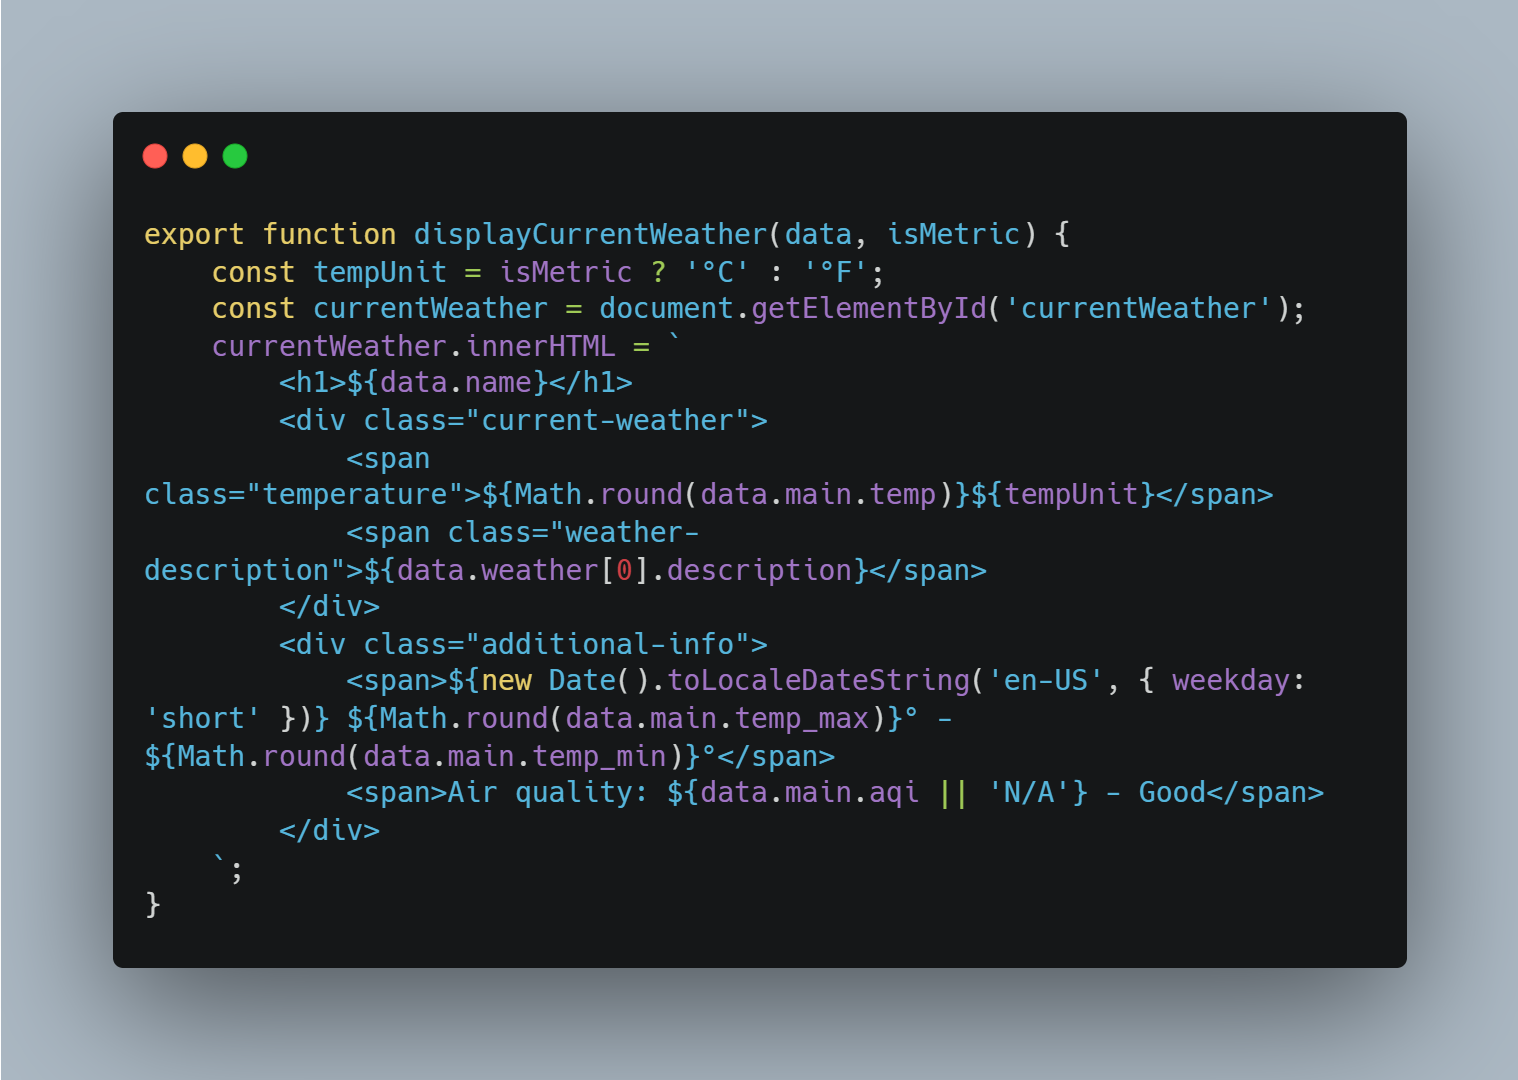 export function displayCurrentWeather(data, isMetric) {
    const tempUnit = isMetric ? '°C' : '°F';
    const currentWeather = document.getElementById('currentWeather');
    currentWeather.innerHTML = `
        <h1>${data.name}</h1>
        <div class="current-weather">
            <span
class="temperature">${Math.round(data.main.temp)}${tempUnit}</span>
            <span class="weather-
description">${data.weather[0].description}</span>
        </div>
        <div class="additional-info">
            <span>${new Date().toLocaleDateString('en-US', { weekday:
'short' })} ${Math.round(data.main.temp_max)}° -
${Math.round(data.main.temp_min)}°</span>
            <span>Air quality: ${data.main.aqi || 'N/A'} - Good</span>
        </div>
    `;
}